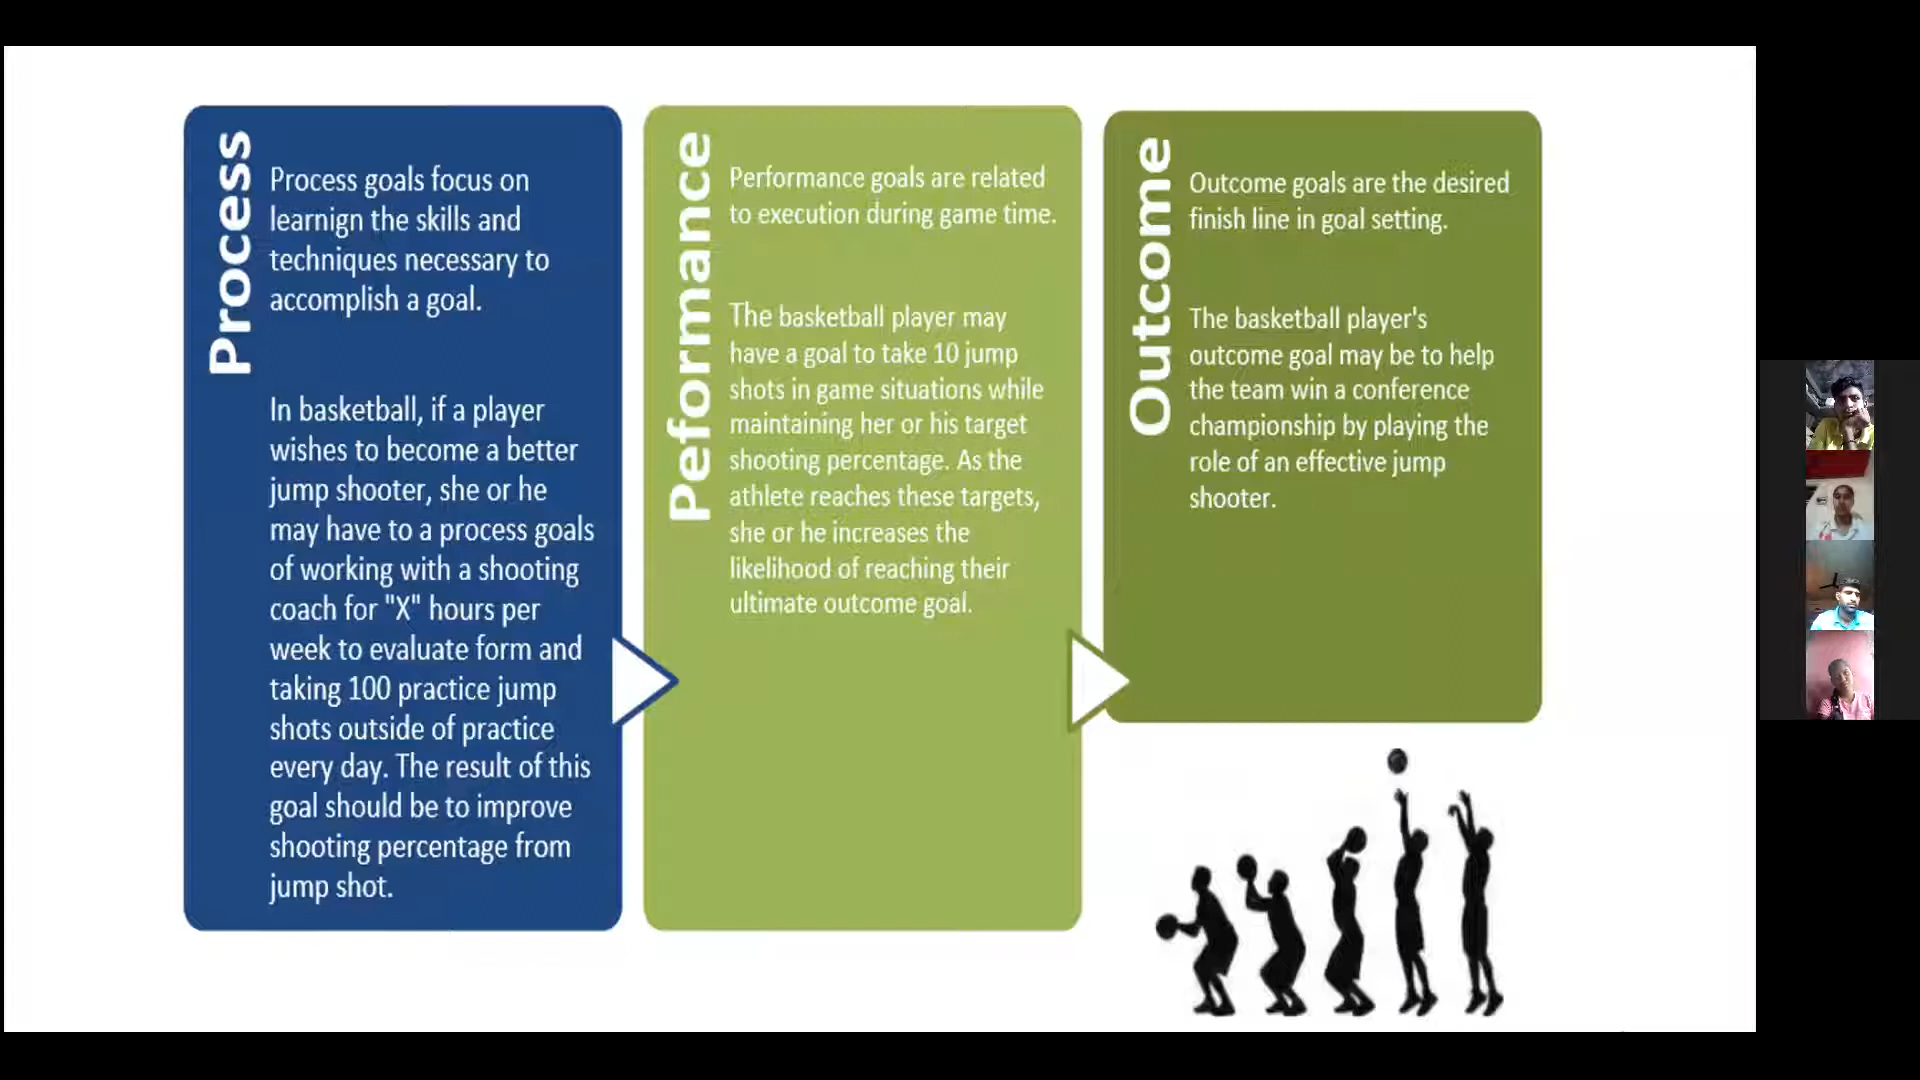 Process
Process goals focus on
learnign the skills and
techniques necessary to
accomplish a goal.
In basketball, if a player
wishes to become a better
jump shooter, she or he
may have to a process goals
of working with a shooting
coach for "X" hours per
week to evaluate form and
taking 100 practice jump
shots outside of practice
every day. The result of this
goal should be to improve
shooting percentage from
jump shot.
Peformance
Performance goals are related
to execution during game time.
The basketball player may
have a goal to take 10 jump
shots in game situations while
maintaining her or his target
shooting percentage. As the
athlete reaches these targets,
she or he increases the
likelihood of reaching their
ultimate outcome goal.
Outcome
Outcome goals are the desired
finish line in goal setting.
The basketball player's
outcome goal may be to help
the team win a conference
championship by playing the
role of an effective jump
shooter.